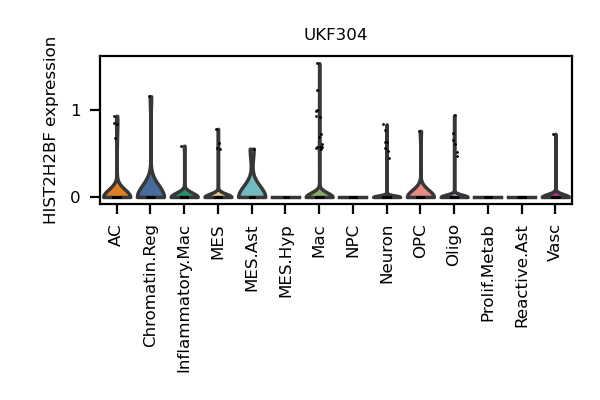 UKF304
HIST2H2BF expression
1
0
AC
Chromatin.Reg
Inflammatory.Mac
MES
MES.Ast
MES.Hyp
Mac
NPC
Neuron
OPC
Oligo
Prolif.Metab
Reactive.Ast
Vasc